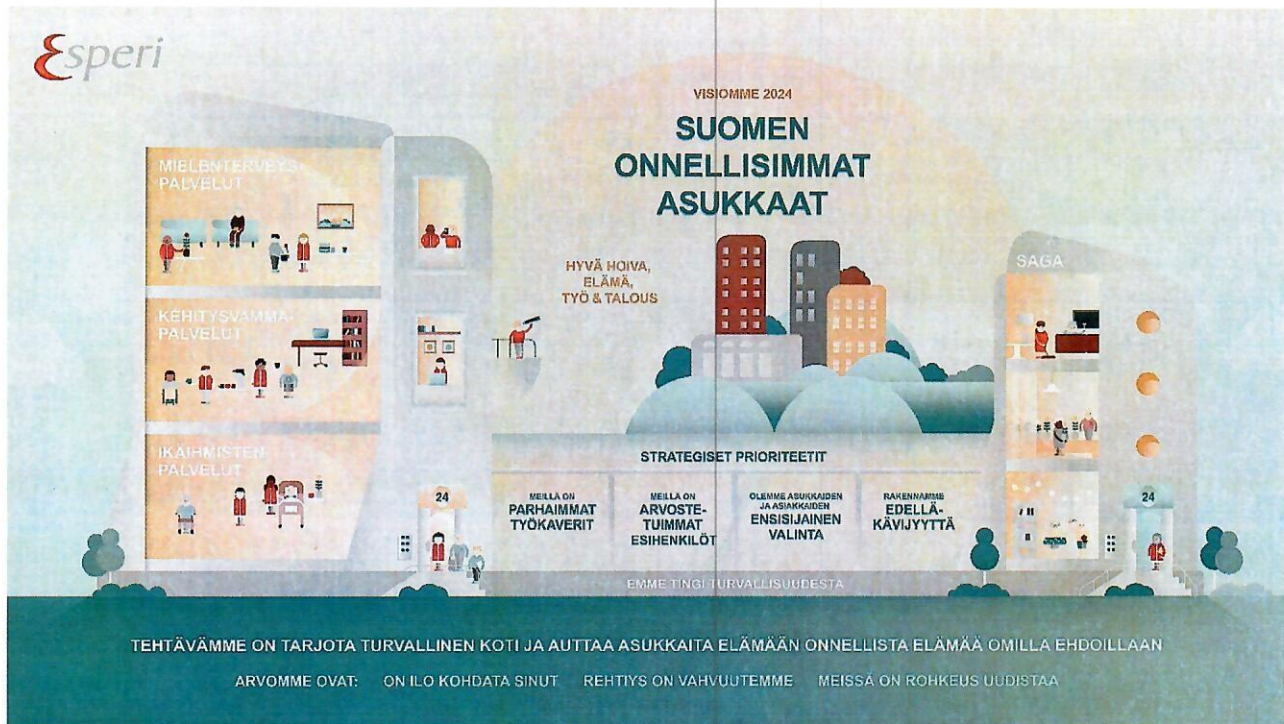 Esperi
VISIOMME 2024
SUOMEN
ONNELLISIMMAT
ASUKKAAT
HYVÄ HOIVA,
ELÄMÄ,
TYÖ & TALOUS
MIELENTERVEYS-
PALVELUT
KEHITYSVAMMA-
PALVELUT
IKÄIHMISTEN
PALVELUT
24
SAGA
24
STRATEGISET PRIORITEETIT
MEILLÄ ON
PARHAIMMAT
TYÖKAVERIT
MEILLÄ ON
ARVOSTE-
TUIMMAT
ESIHENKILÖT
OLEMME ASUKKAIDEN
JA ASIAKKAIDEN
ENSISIJAINEN
VALINTA
RAKENNAMME
EDELLÄ-
KÄVIJYYTTÄ
EMME TINGI TURVALLISUUDESTA
TEHTÄVÄMME ON TARJOTA TURVALLINEN KOTI JA AUTTAA ASUKKAITA ELÄMÄÄN ONNELLISTA ELÄMÄÄ OMILLA EHDOILLAAN
ARVOMME OVAT: ON ILO KOHDATA SINUT REHTIYS ON VAHVUUTEMME MEISSÄ ON ROHKEUS UUDISTAA